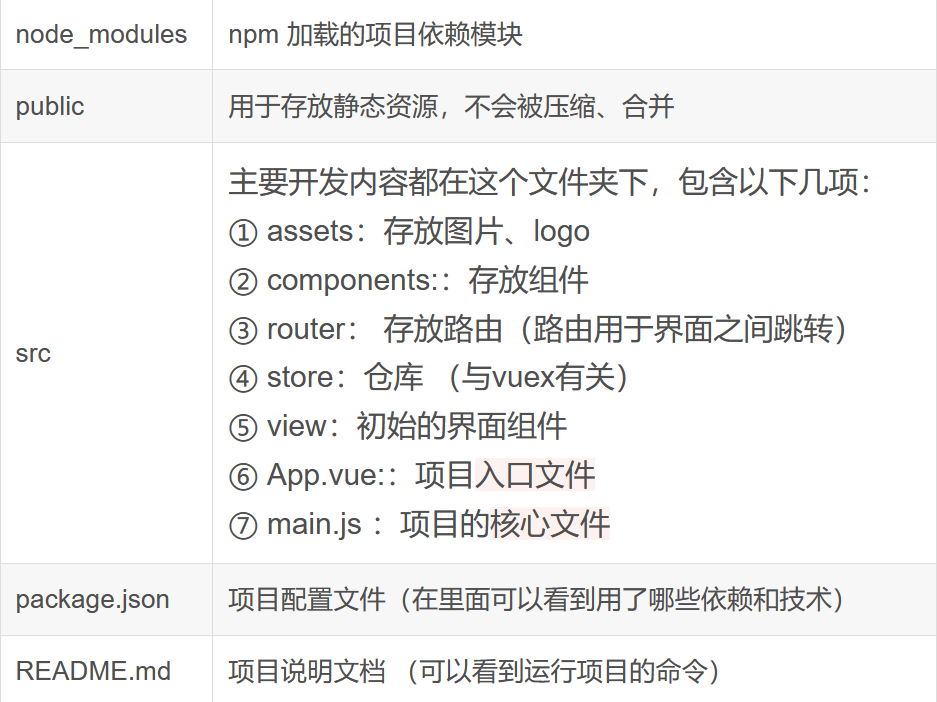 node_modules npm 加载的项目依赖模块
public 用于存放静态资源，不会被压缩、合并
src
主要开发内容都在这个文件夹下，包含以下几项：
① assets：存放图片、logo
② components:：存放组件
③ router： 存放路由（路由用于界面之间跳转）
④ store：仓库 （与vuex有关）
⑤ view：初始的界面组件
⑥ App.vue:：项目入口文件
⑦ main.js ：项目的核心文件
package.json 项目配置文件（在里面可以看到用了哪些依赖和技术）
README.md 项目说明文档 （可以看到运行项目的命令）